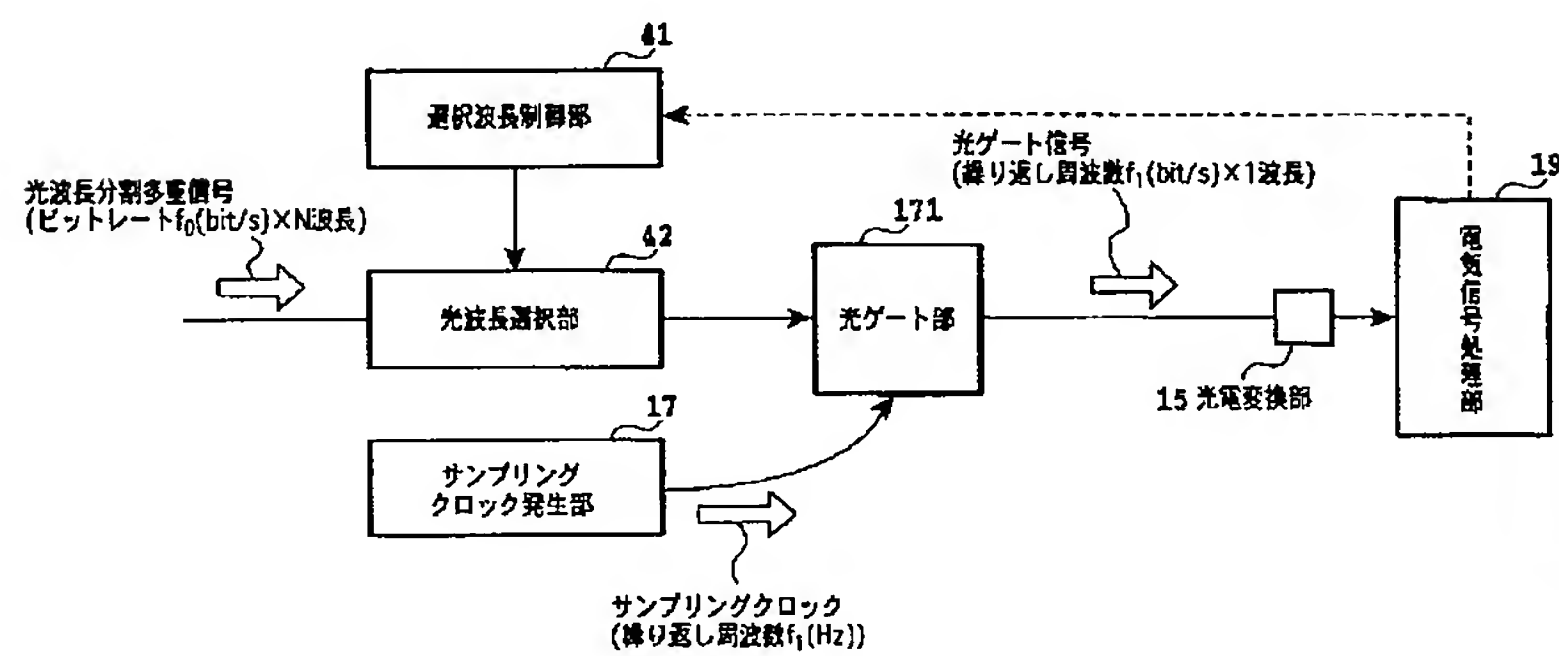 41
選択波長制御部
光波長分割多重信号
(ビットレートf₀(bit/s)×N波長)
42
光波長選択部
171
光ゲート部
光ゲート信号
(繰り返し周波数f₁(bit/s)×1波長)
19
電気信号処理部
15 光電変換部
17
サンプリング
クロック発生部
サンプリングクロック
(繰り返し周波数f₁(Hz))